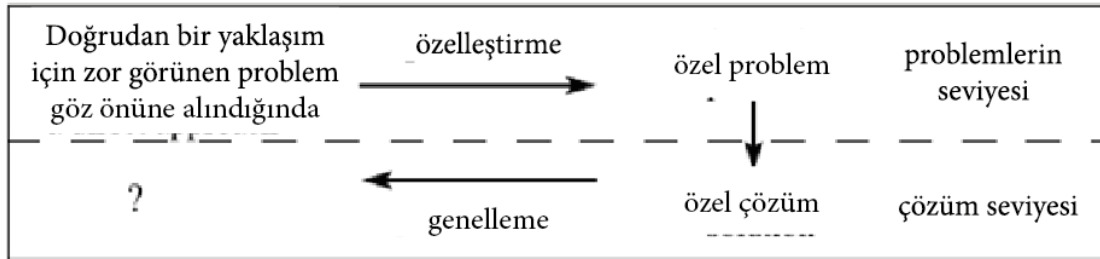 Doğrudan bir yaklaşım
için zor görünen problem
göz önüne alındığında
özelleştirme
özel problem
problemlerin
seviyesi
?
genelleme
özel çözüm
çözüm seviyesi